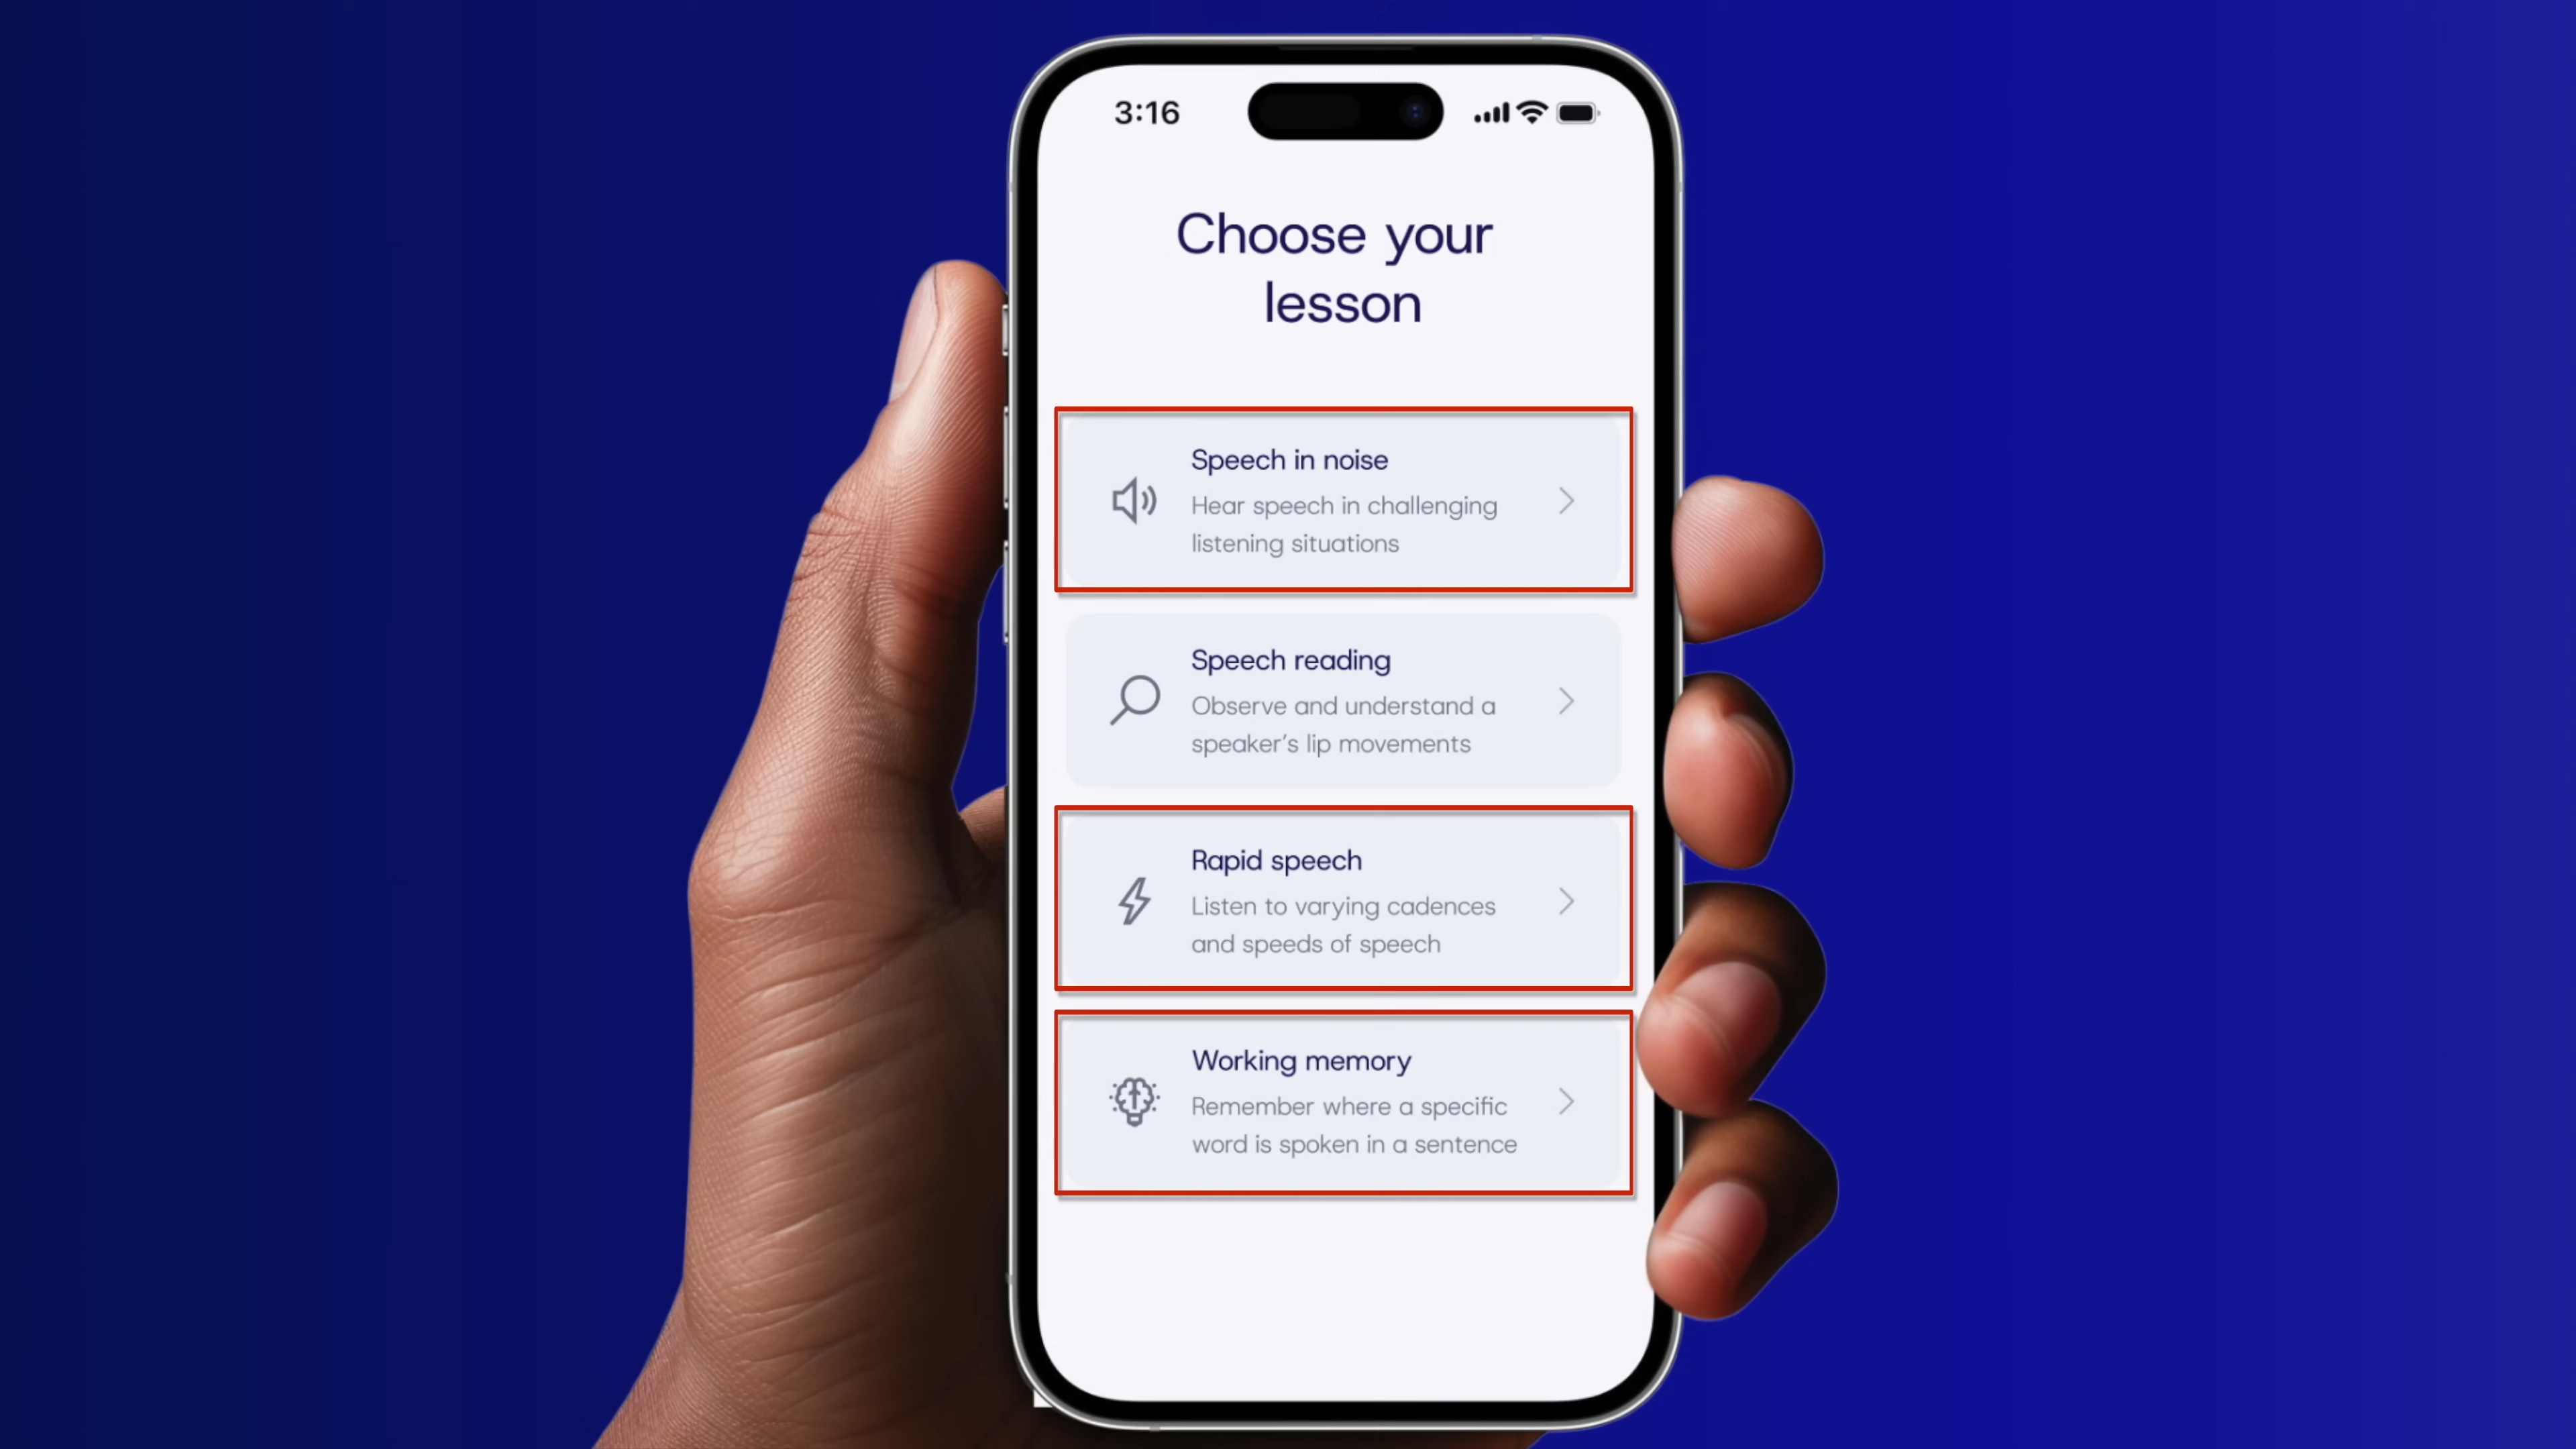 3:16
Choose your
lesson
Speech in noise
Hear speech in challenging
listening situations
Speech reading
Observe and understand a
speaker's lip movements
Rapid speech
Listen to varying cadences
and speeds of speech
Working memory
Remember where a specific
word is spoken in a sentence